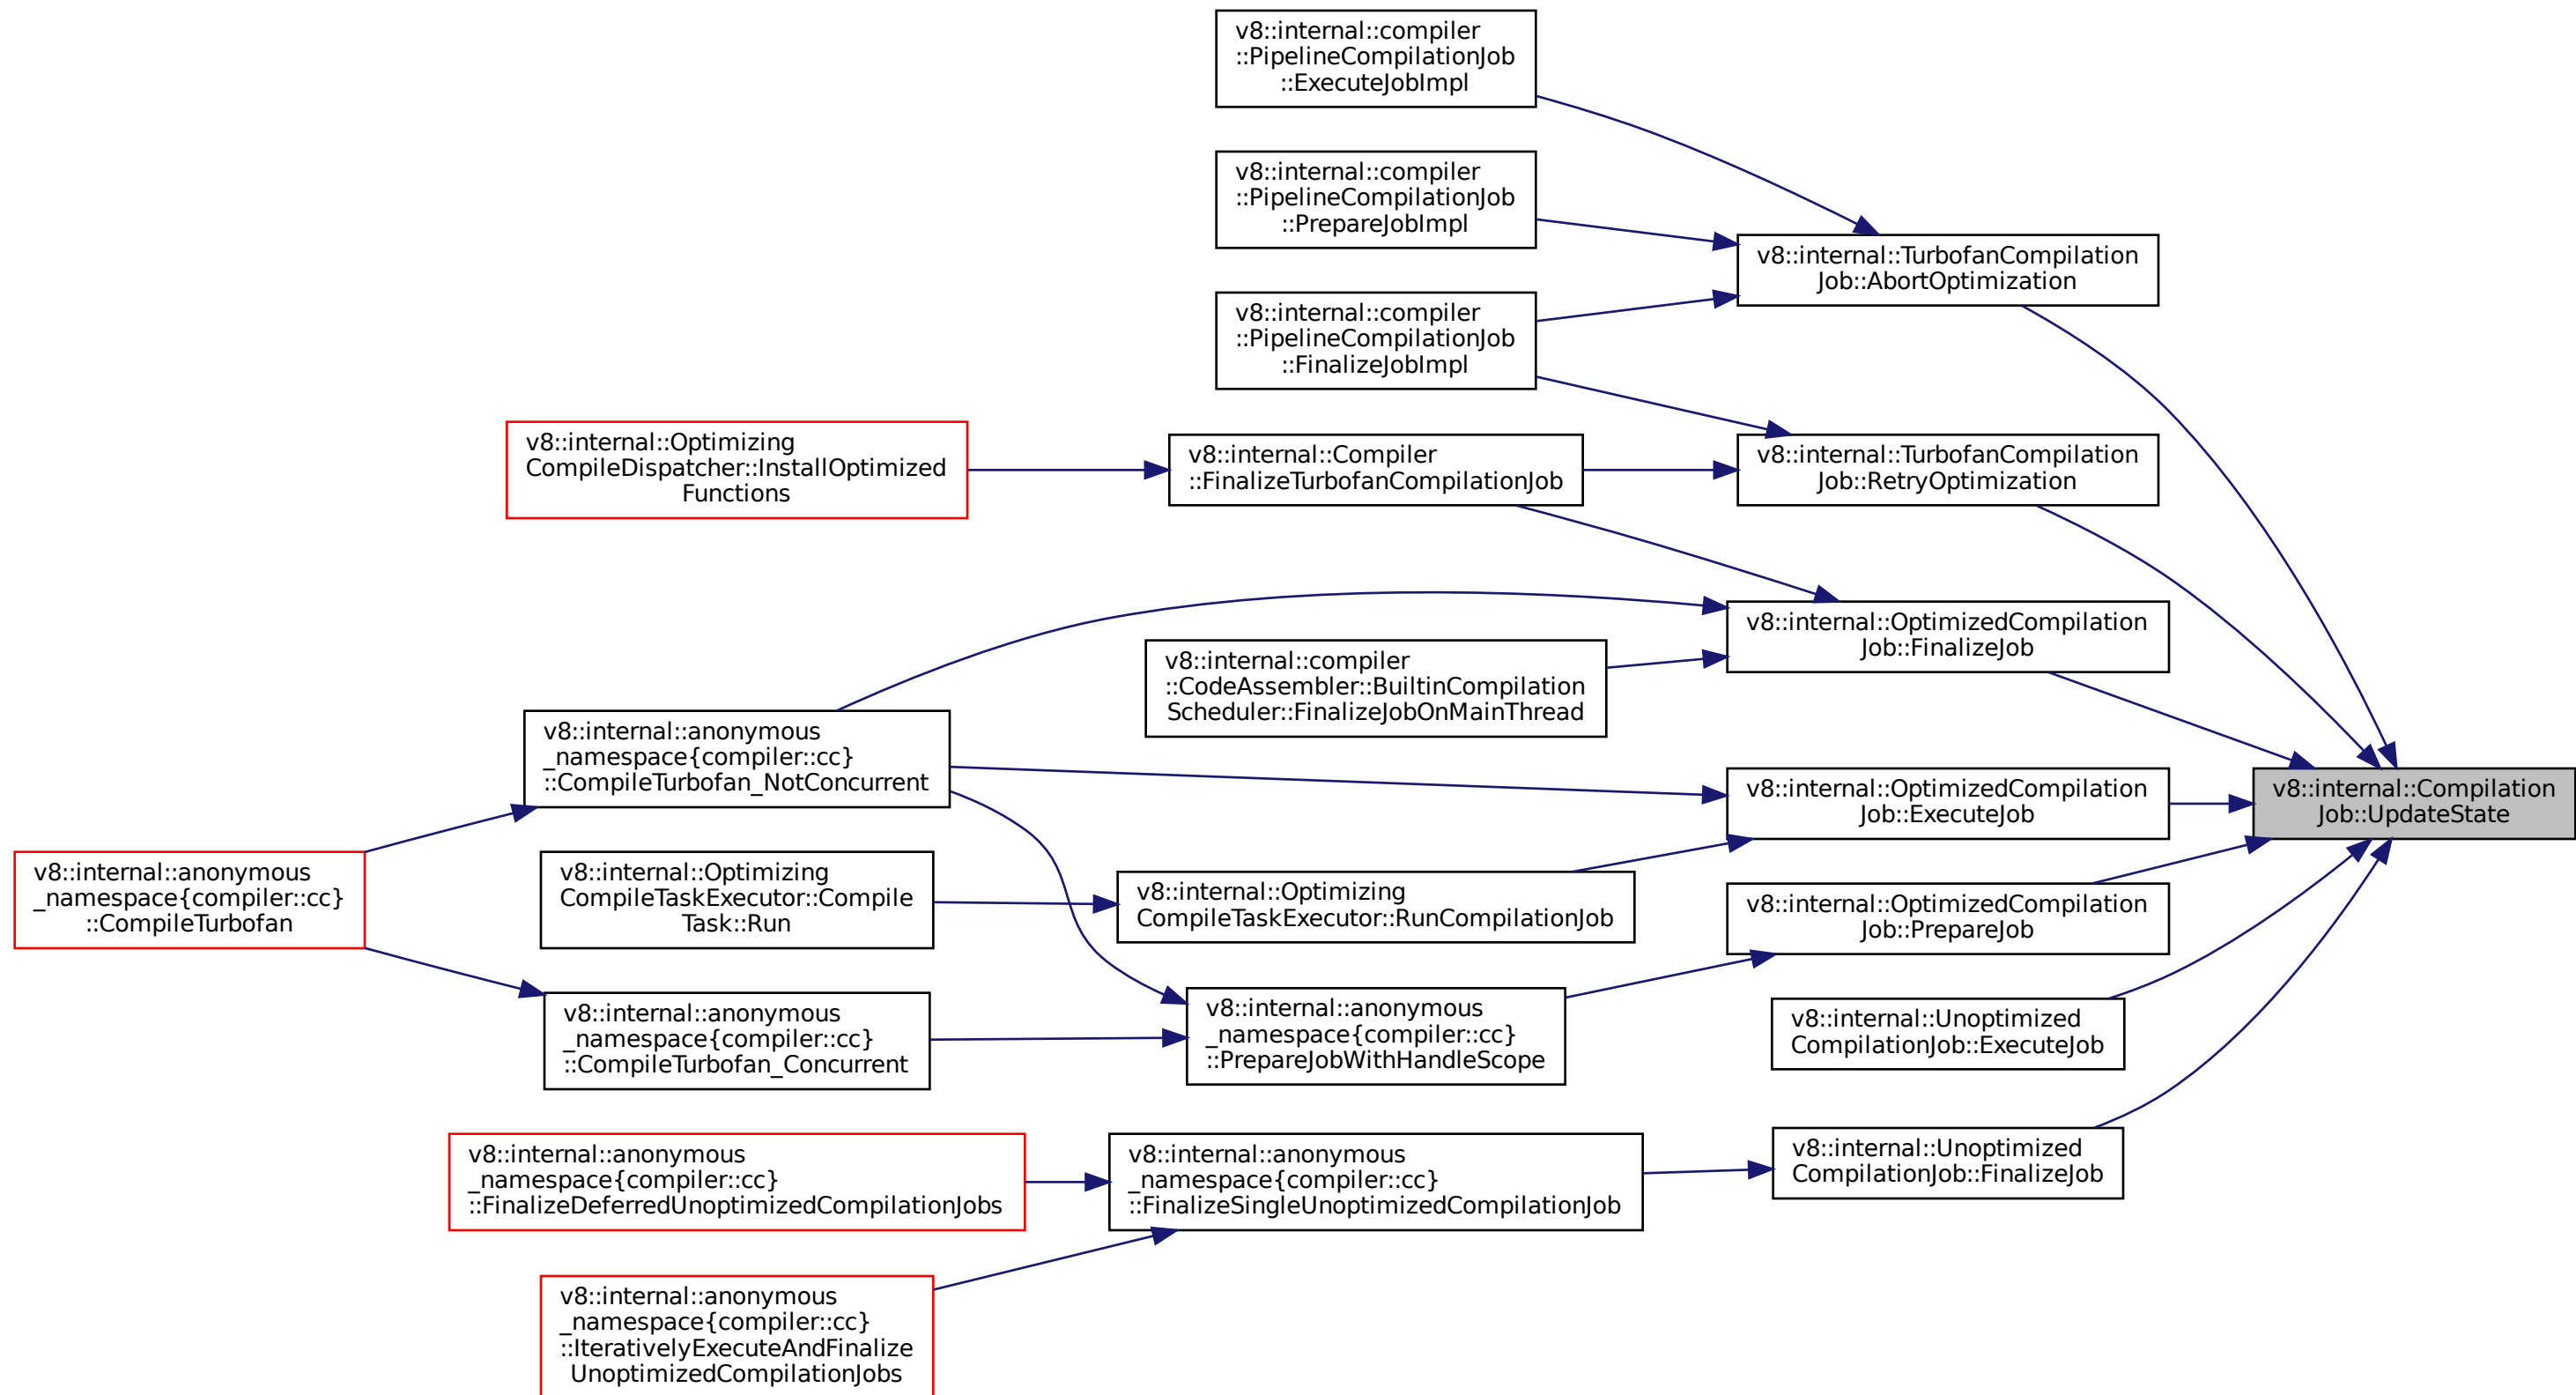 v8::internal::compiler
::PipelineCompilationJob
::ExecuteJobImpl
v8::internal::compiler
::PipelineCompilationJob
::PrepareJobImpl
v8::internal::TurbofanCompilation
Job::AbortOptimization
v8::internal::compiler
::PipelineCompilationJob
::FinalizeJobImpl
v8::internal::Optimizing
CompileDispatcher::InstallOptimized
Functions
v8::internal::Compiler
::FinalizeTurbofanCompilationJob
v8::internal::TurbofanCompilation
Job::RetryOptimization
v8::internal::OptimizedCompilation
Job::FinalizeJob
v8::internal::compiler
::CodeAssembler::BuiltinCompilation
Scheduler::FinalizeJobOnMainThread
v8::internal::anonymous
_namespace{compiler::cc}
::CompileTurbofan_NotConcurrent
v8::internal::OptimizedCompilation
Job::ExecuteJob
v8::internal::Compilation
Job::UpdateState
v8::internal::anonymous
_namespace{compiler::cc}
::CompileTurbofan
v8::internal::Optimizing
CompileTaskExecutor::Compile
Task::Run
v8::internal::Optimizing
CompileTaskExecutor::RunCompilationJob
v8::internal::OptimizedCompilation
Job::PrepareJob
v8::internal::anonymous
_namespace{compiler::cc}
::CompileTurbofan_Concurrent
v8::internal::anonymous
_namespace{compiler::cc}
::PrepareJobWithHandleScope
v8::internal::Unoptimized
CompilationJob::ExecuteJob
v8::internal::anonymous
_namespace{compiler::cc}
::FinalizeDeferredUnoptimizedCompilationJobs
v8::internal::anonymous
_namespace{compiler::cc}
::FinalizeSingleUnoptimizedCompilationJob
v8::internal::Unoptimized
CompilationJob::FinalizeJob
v8::internal::anonymous
_namespace{compiler::cc}
::IterativelyExecuteAndFinalize
UnoptimizedCompilationJobs